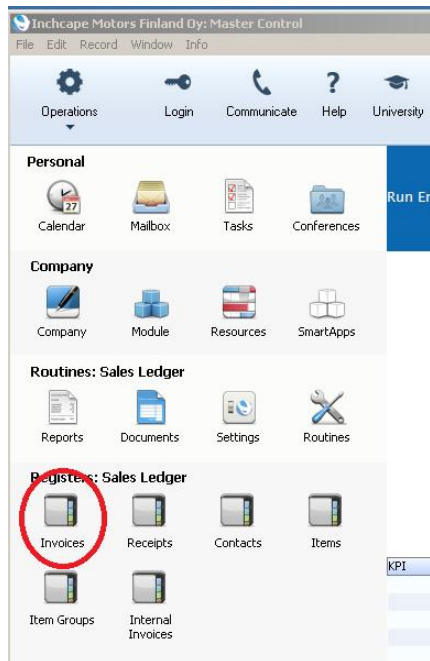 Inchcape Motors Finland Oy: Master Control
File Edit Record Window Info
Operations Login Communicate Help University
Personal
27
Calendar Mailbox Tasks Conferences
Run En
Company
Company Module Resources SmartApps
Routines: Sales Ledger
Reports Documents Settings Routines
Registers: Sales Ledger
Invoices Receipts Contacts Items
KPI
Item Groups Internal
Invoices